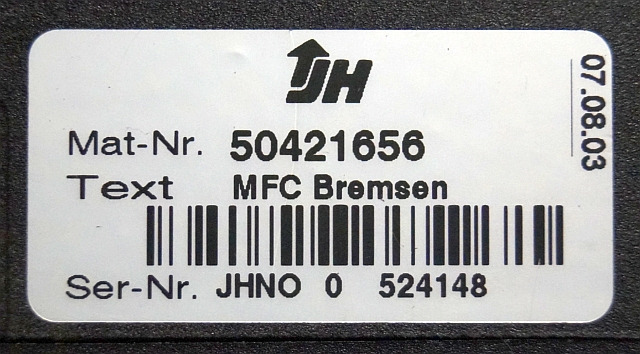 JH
07.08.03
Mat-Nr. 50421656
Text MFC Bremsen
Ser-Nr. JHNO 0 524148